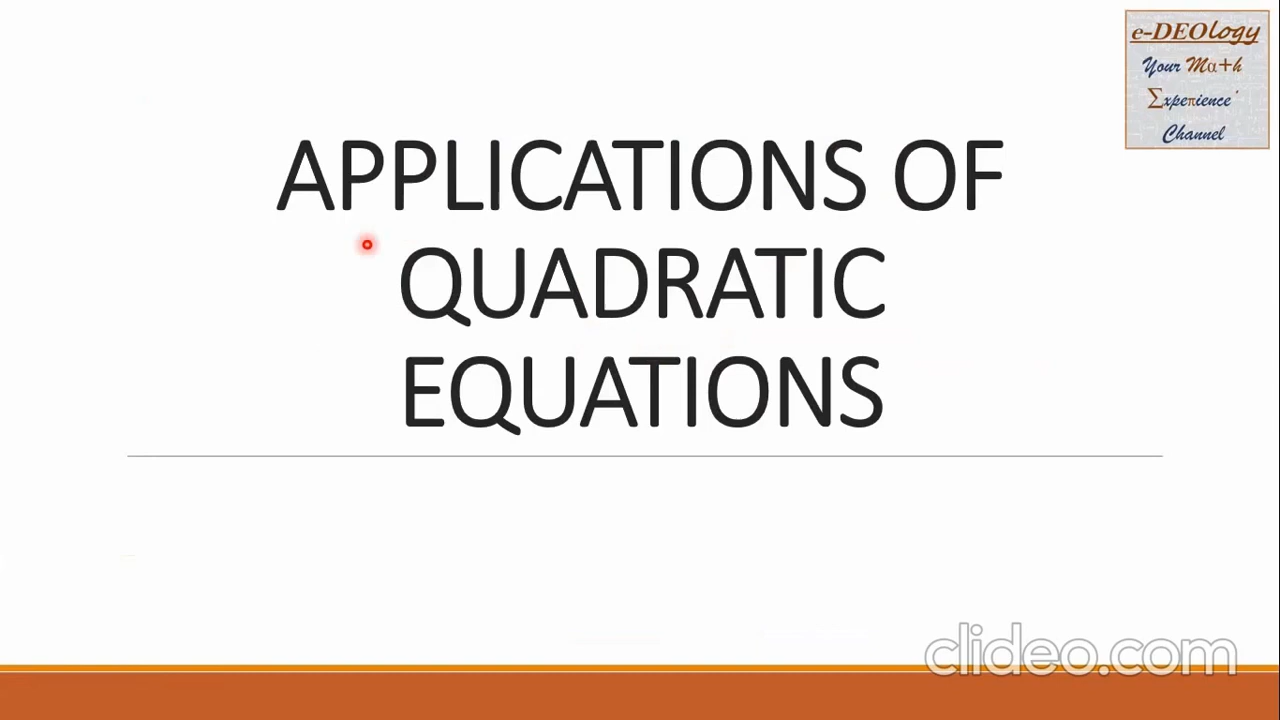 e-DEOlogy
Your Mα+h
Σxpeπience'
Channel
APPLICATIONS OF
QUADRATIC
EQUATIONS
clideo.com